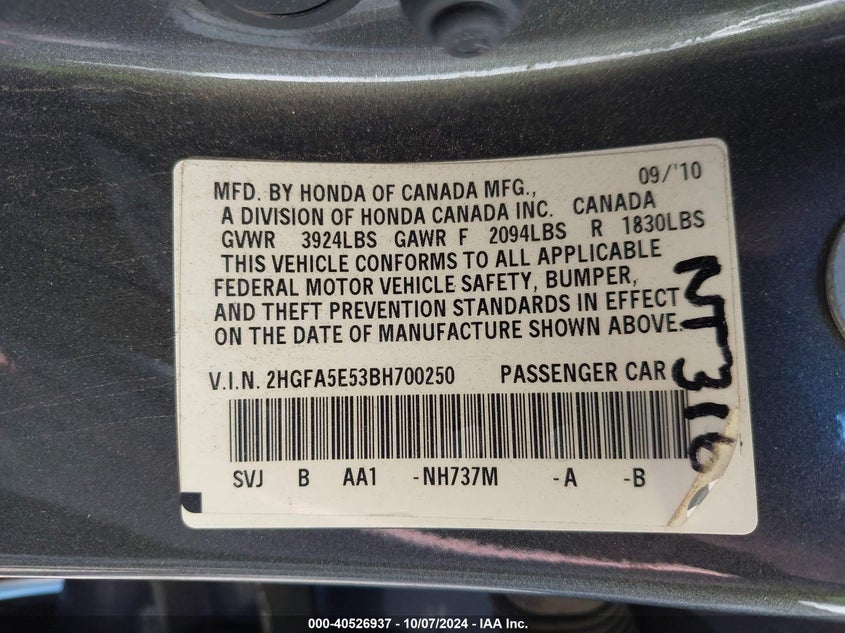 09/'10
MFD. BY HONDA OF CANADA MFG.,
A DIVISION OF HONDA CANADA INC. CANADA
GVWR 3924LBS GAWR F 2094LBS R 1830LBS
THIS VEHICLE CONFORMS TO ALL APPLICABLE
FEDERAL MOTOR VEHICLE SAFETY, BUMPER,
AND THEFT PREVENTION STANDARDS IN EFFECT
ON THE DATE OF MANUFACTURE SHOWN ABOVE.
V.I.N. 2HGFA5E53BH700250 PASSENGER CAR
SVJ B AA1 -NH737M -A -B
NT316
000-40526937 - 10/07/2024 - IAA Inc.